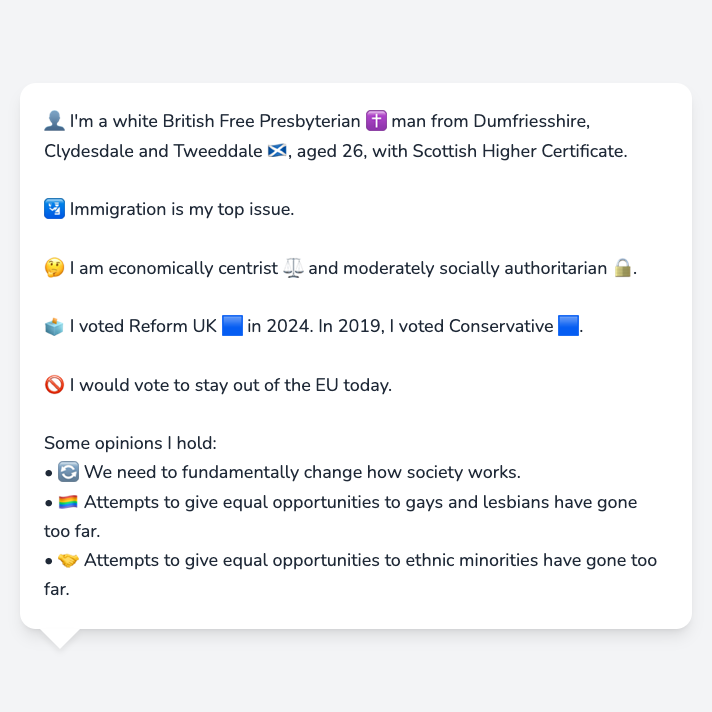 👤 I'm a white British Free Presbyterian ✝️ man from Dumfriesshire,
Clydesdale and Tweeddale 🏴󠁧󠁢󠁳󠁣󠁴󠁿, aged 26, with Scottish Higher Certificate.
🛂 Immigration is my top issue.
🤔 I am economically centrist ⚖️ and moderately socially authoritarian 🔒.
🗳️ I voted Reform UK 🟦 in 2024. In 2019, I voted Conservative 🟦.
🚫 I would vote to stay out of the EU today.
Some opinions I hold:
• 🔄 We need to fundamentally change how society works.
• 🏳️‍🌈 Attempts to give equal opportunities to gays and lesbians have gone
too far.
• 🤝 Attempts to give equal opportunities to ethnic minorities have gone too
far.